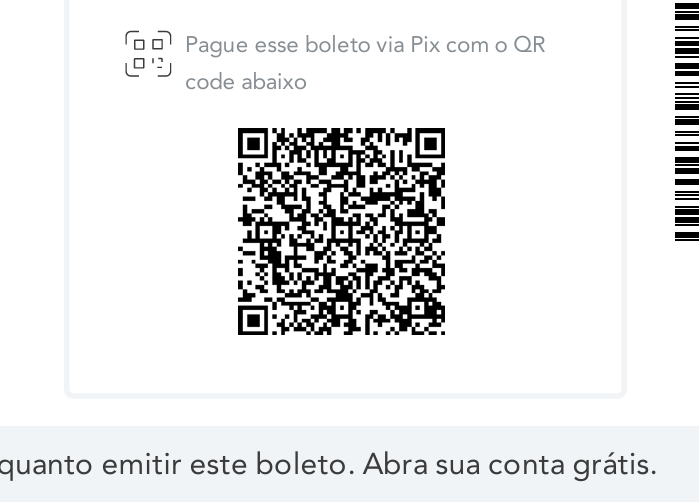 Pague esse boleto via Pix com o QR
code abaixo
quanto emitir este boleto. Abra sua conta grátis.